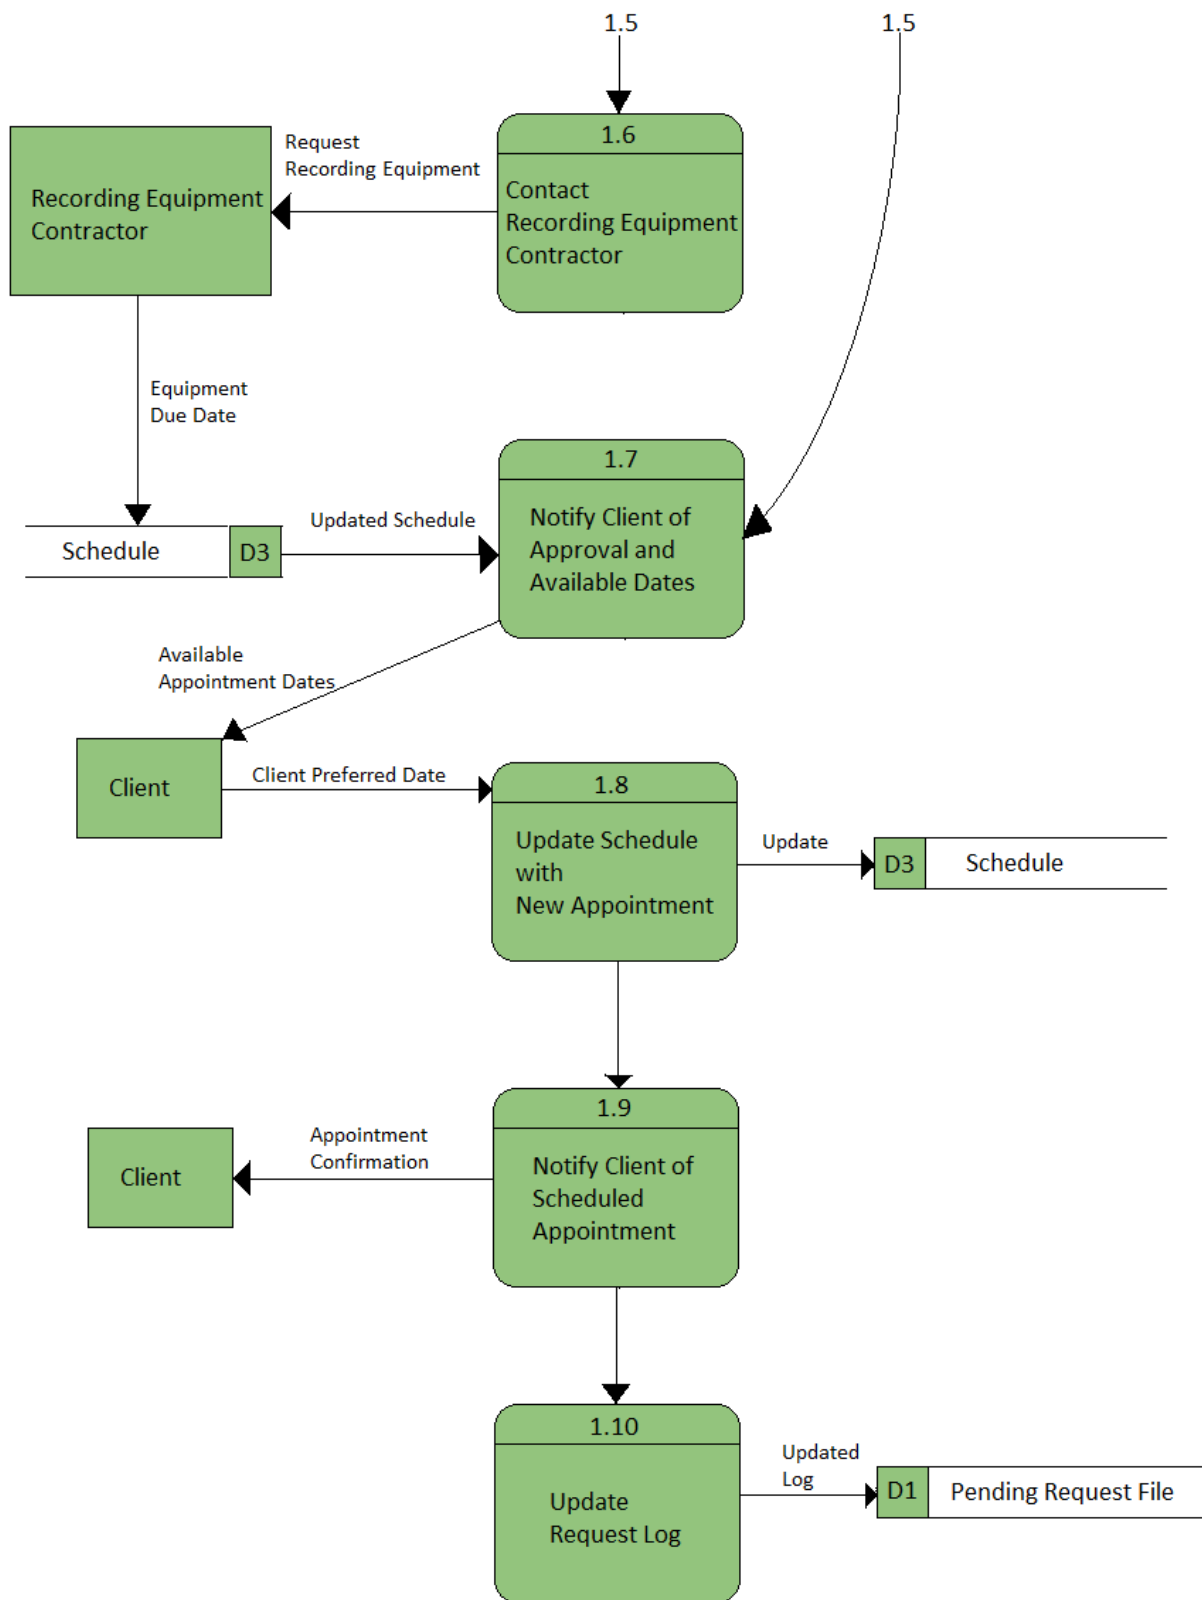 1.5
1.5
1.6
Contact
Recording Equipment
Contractor
Request
Recording Equipment
Recording Equipment
Contractor
Equipment
Due Date
Schedule
D3
Updated Schedule
1.7
Notify Client of
Approval and
Available Dates
Available
Appointment Dates
Client
Client Preferred Date
1.8
Update Schedule
with
New Appointment
Update
D3
Schedule
1.9
Notify Client of
Scheduled
Appointment
Appointment
Confirmation
Client
1.10
Update
Request Log
Updated
Log
D1
Pending Request File